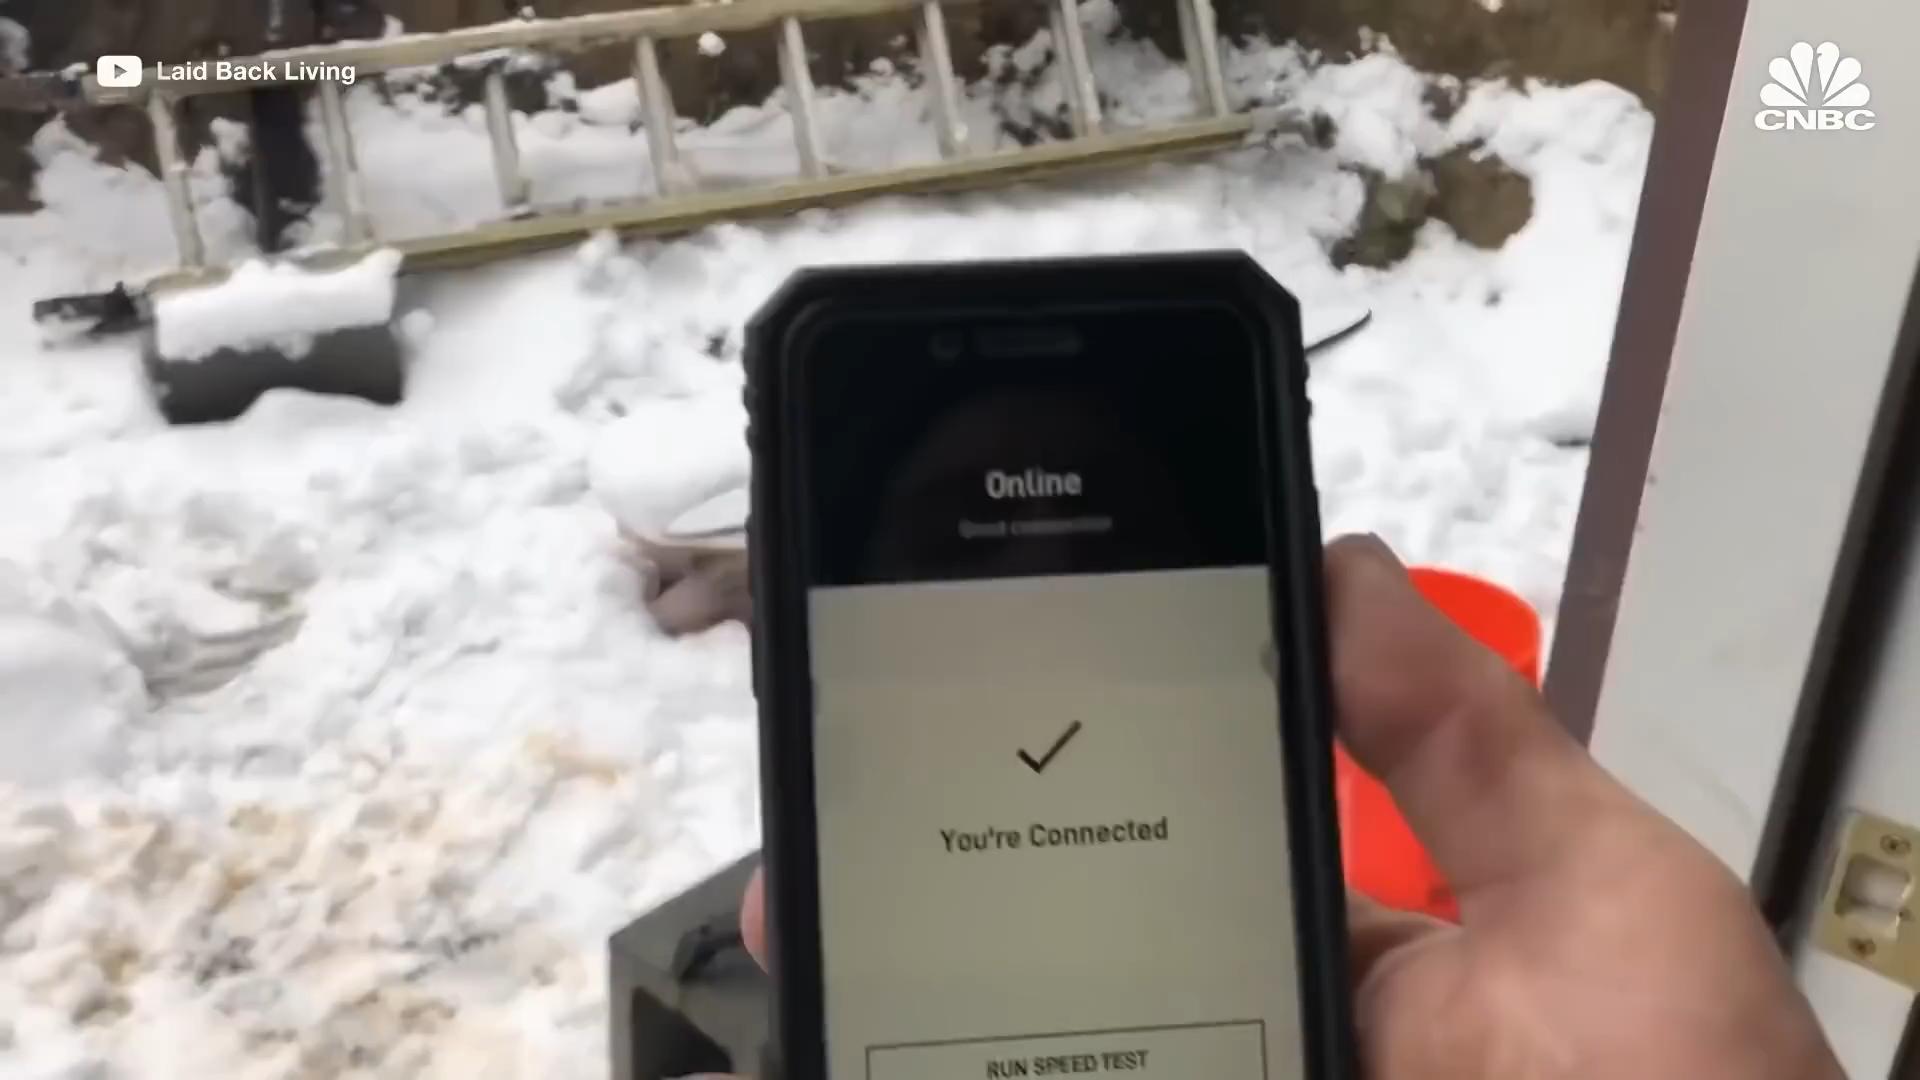 Laid Back Living
CNBC
Online
You're Connected
RUN SPEED TEST